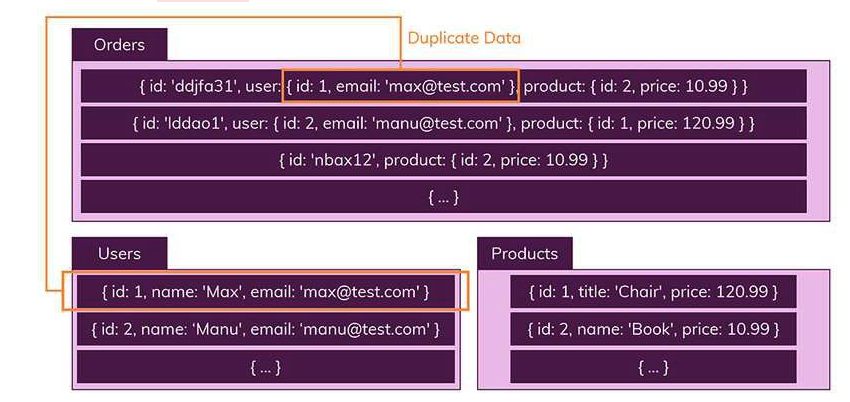 Duplicate Data
Orders
{ id: 'ddjfa31', user: { id: 1, email: 'max@test.com' }, product: { id: 2, price: 10.99 } }
{ id: 'lddao1', user: { id: 2, email: 'manu@test.com' }, product: { id: 1, price: 120.99 } }
{ id: 'nbax12', product: { id: 2, price: 10.99 } }
{ ... }
Users
{ id: 1, name: 'Max', email: 'max@test.com' }
{ id: 2, name: ‘Manu', email: ‘manu@test.com' }
{ ... }
Products
{ id: 1, title: 'Chair', price: 120.99 }
{ id: 2, name: 'Book', price: 10.99 }
{ ... }